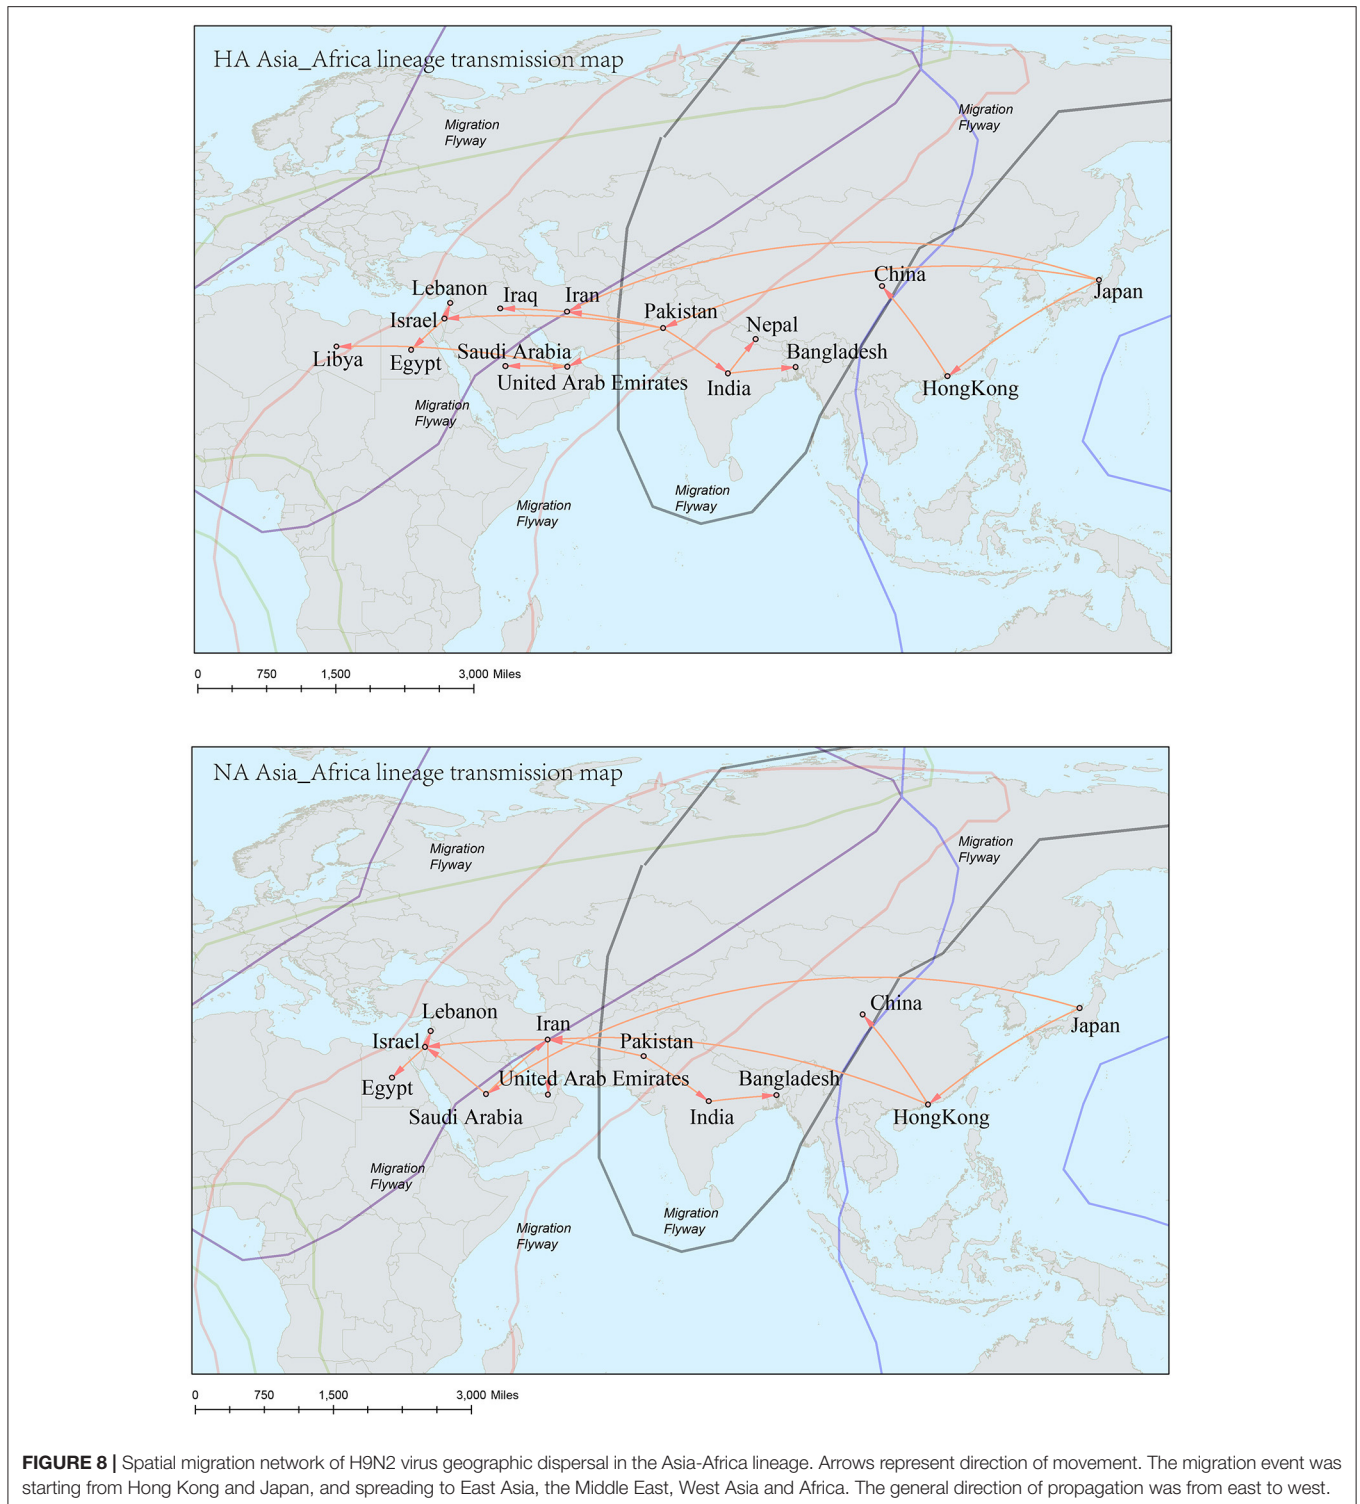 HA Asia_Africa lineage transmission map
Migration
Flyway
Migration
Flyway
China
Japan
Lebanon
Iraq
Iran
Israel
Pakistan
Nepal
Libya
Egypt
Saudi Arabia
Bangladesh
United Arab Emirates
India
HongKong
Migration
Flyway
Migration
Flyway
Migration
Flyway
0 750 1,500 3,000 Miles
NA Asia_Africa lineage transmission map
Migration
Flyway
Migration
Flyway
China
Lebanon
Iran
Japan
Israel
Pakistan
Egypt
United Arab Emirates
Bangladesh
Saudi Arabia
India
HongKong
Migration
Flyway
Migration
Flyway
Migration
Flyway
0 750 1,500 3,000 Miles
FIGURE 8 | Spatial migration network of H9N2 virus geographic dispersal in the Asia-Africa lineage. Arrows represent direction of movement. The migration event was
starting from Hong Kong and Japan, and spreading to East Asia, the Middle East, West Asia and Africa. The general direction of propagation was from east to west.